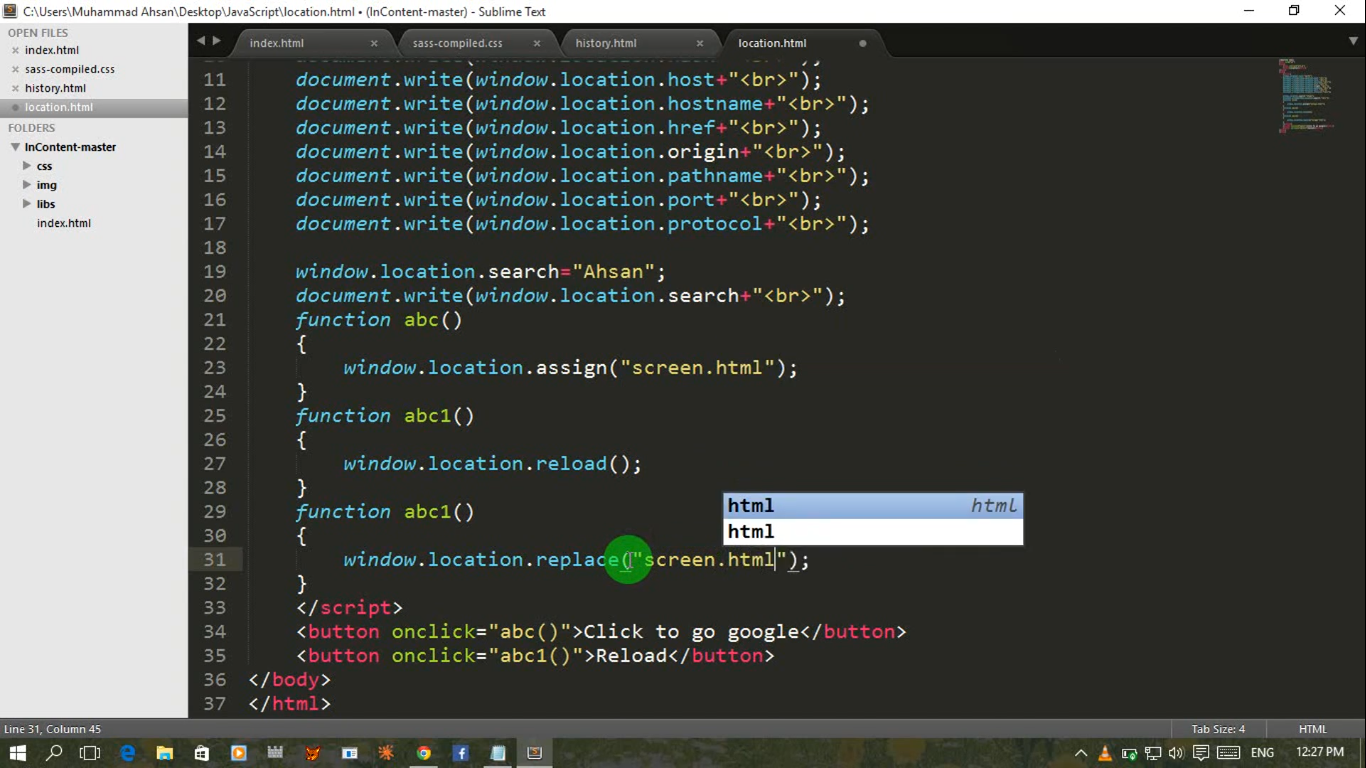 C:\Users\Muhammad Ahsan\Desktop\JavaScript\location.html • (InContent-master) - Sublime Text
OPEN FILES
index.html
sass-compiled.css
history.html
location.html
FOLDERS
InContent-master
css
img
libs
index.html
index.html sass-compiled.css history.html location.html
11 document.write(window.location.host+"<br>");
12 document.write(window.location.hostname+"<br>");
13 document.write(window.location.href+"<br>");
14 document.write(window.location.origin+"<br>");
15 document.write(window.location.pathname+"<br>");
16 document.write(window.location.port+"<br>");
17 document.write(window.location.protocol+"<br>");
18
19 window.location.search="Ahsan";
20 document.write(window.location.search+"<br>");
21 function abc()
22 {
23 window.location.assign("screen.html");
24 }
25 function abc1()
26 {
27 window.location.reload();
28 }
29 function abc1()
30 {
31 window.location.replace("screen.html");
32 }
33 </script>
34 <button onclick="abc()">Click to go google</button>
35 <button onclick="abc1()">Reload</button>
36 </body>
37 </html>
html html
html
Line 31, Column 45 Tab Size: 4 HTML
ENG 12:27 PM